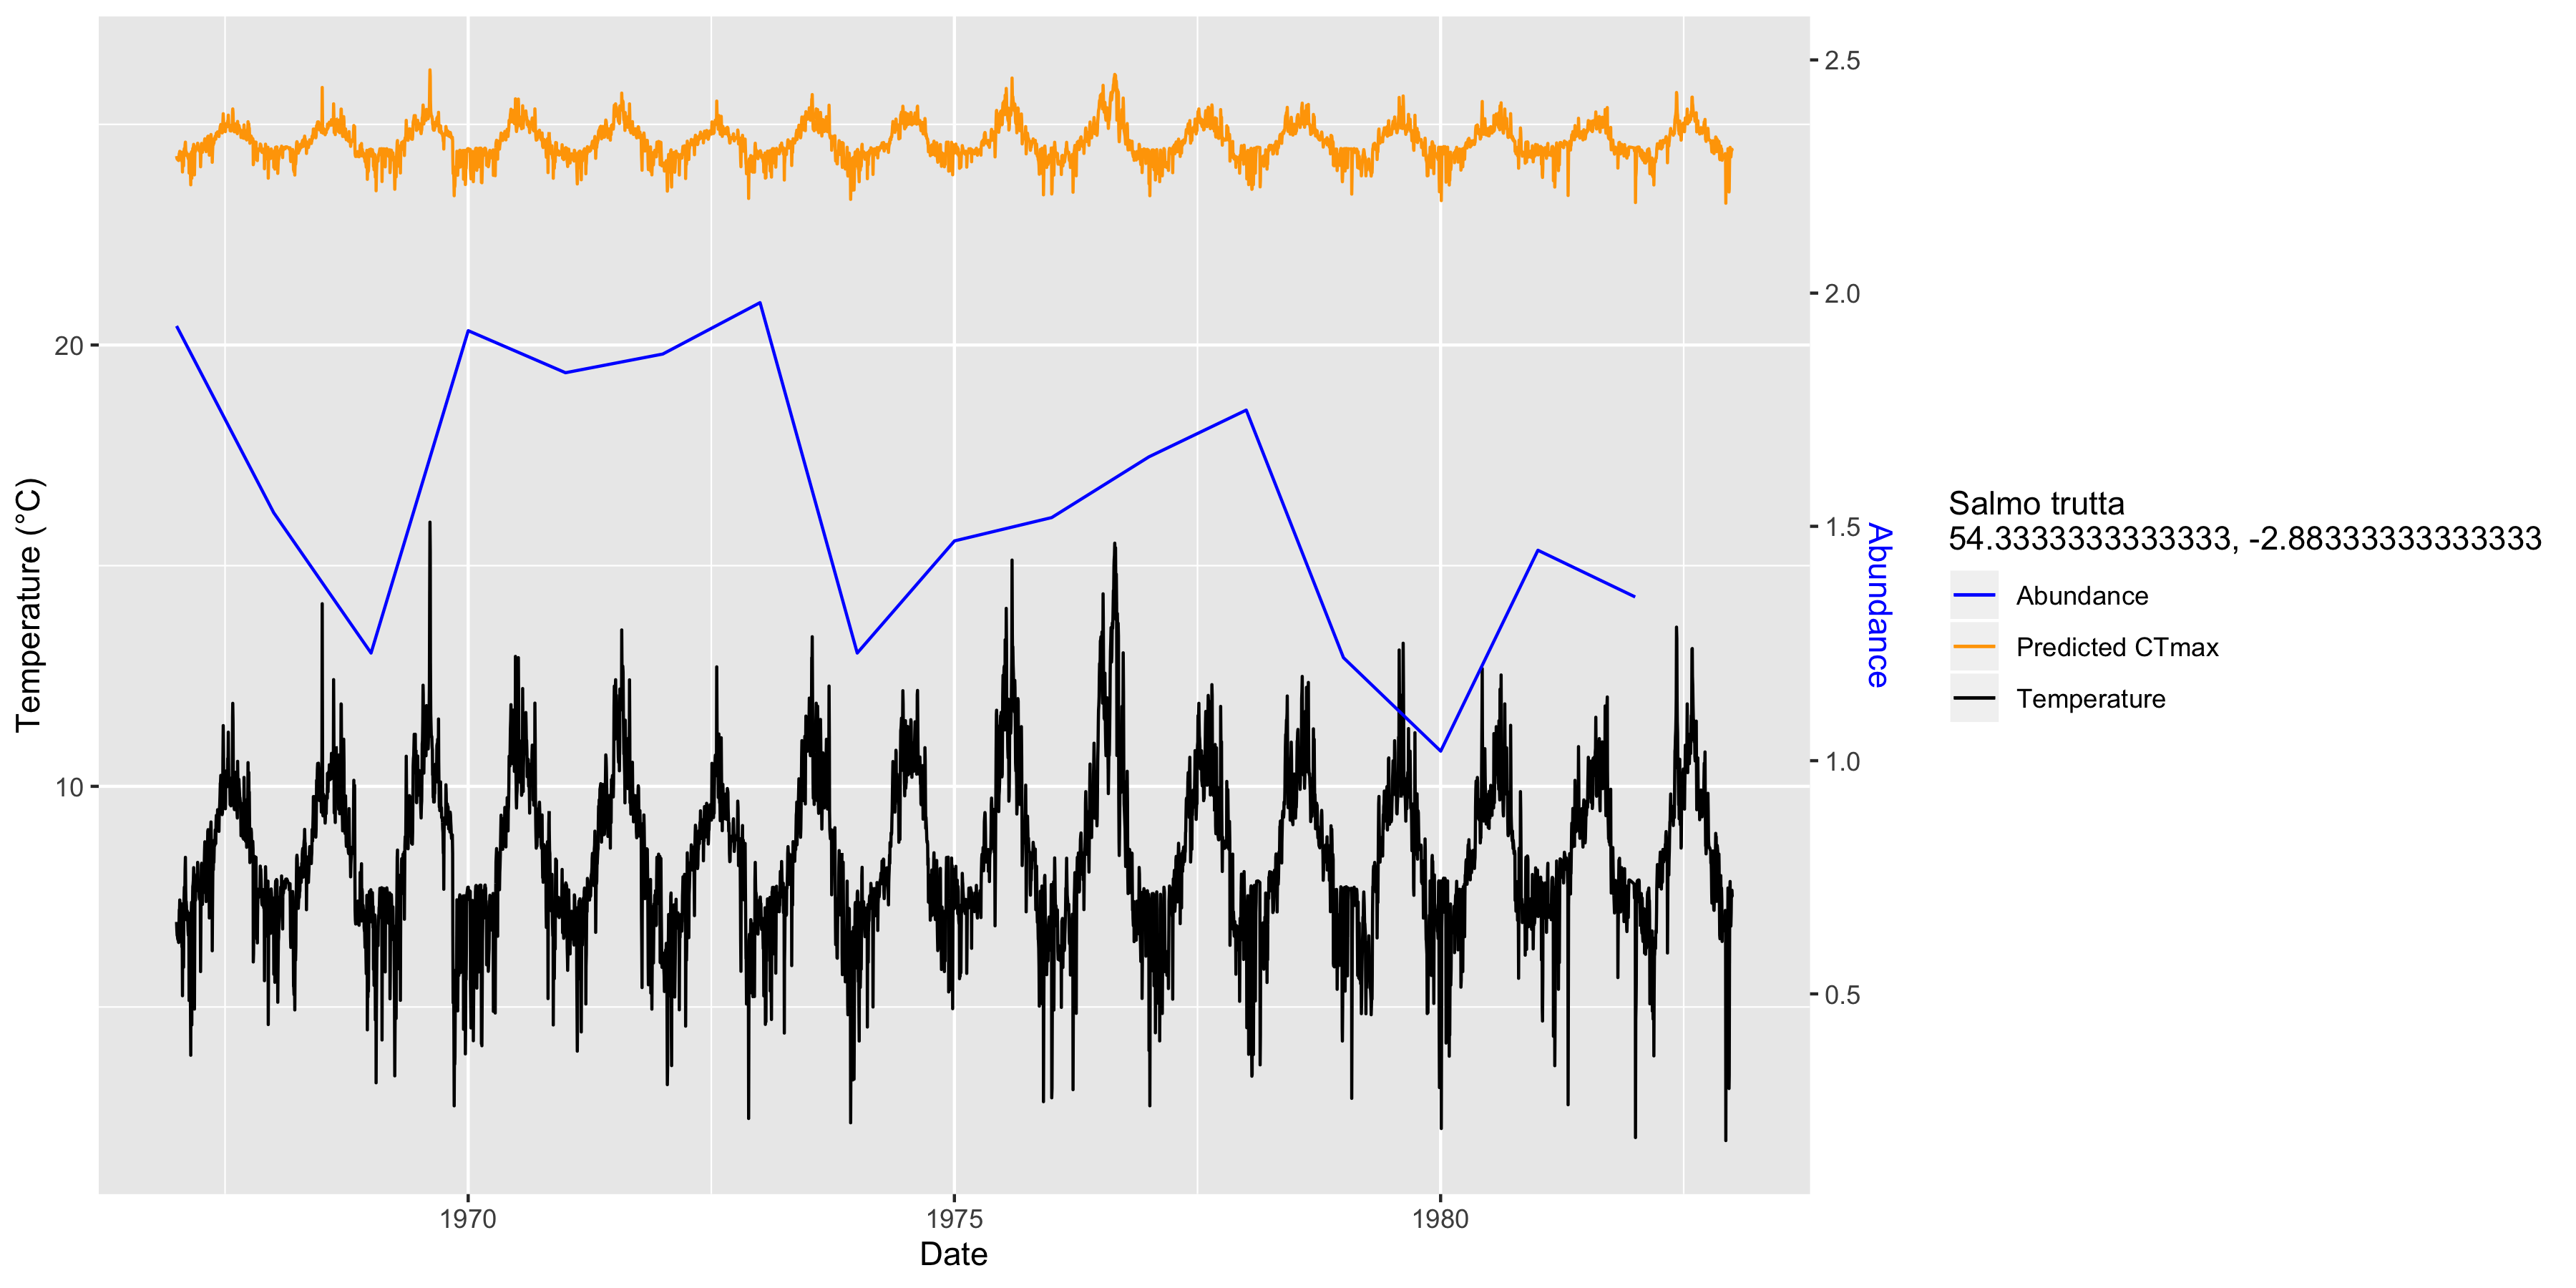 2.5
2.0
20
1.5
1.0
10
0.5
Temperature (°C)
Abundance
1970
1975
1980
Date
Salmo trutta
54.3333333333333, -2.88333333333333
Abundance
Predicted CTmax
Temperature